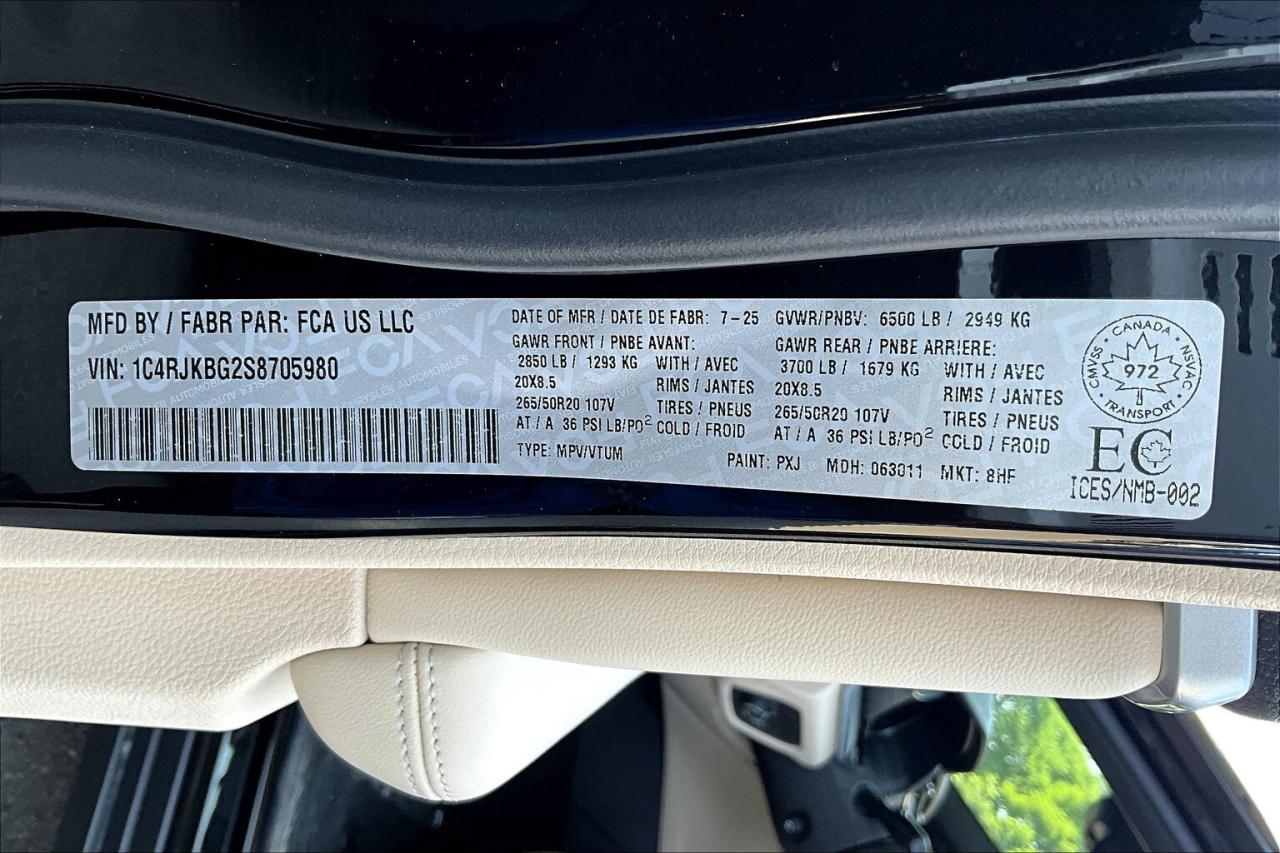 MFD BY / FABR PAR: FCA US LLC
VIN: 1C4RJKBG2S8705980
DATE OF MFR / DATE DE FABR: 7-25 GVWR/PNBV: 6500 LB / 2949 KG
GAWR FRONT / PNBE AVANT: GAWR REAR / PNBE ARRIERE:
2850 LB / 1293 KG WITH / AVEC 3700 LB / 1679 KG WITH / AVEC
20X8.5 RIMS / JANTES 20X8.5 RIMS / JANTES
265/50R20 107V TIRES / PNEUS 265/50R20 107V TIRES / PNEUS
AT / A 36 PSI LB/PO² COLD / FROID AT / A 36 PSI LB/PO² COLD / FROID
TYPE: MPV/VTUM PAINT: PXJ MDH: 063011 MKT: 8HF
CANADA
CMVSS 972 NSVAC
TRANSPORT
EC
ICES/NMB-002